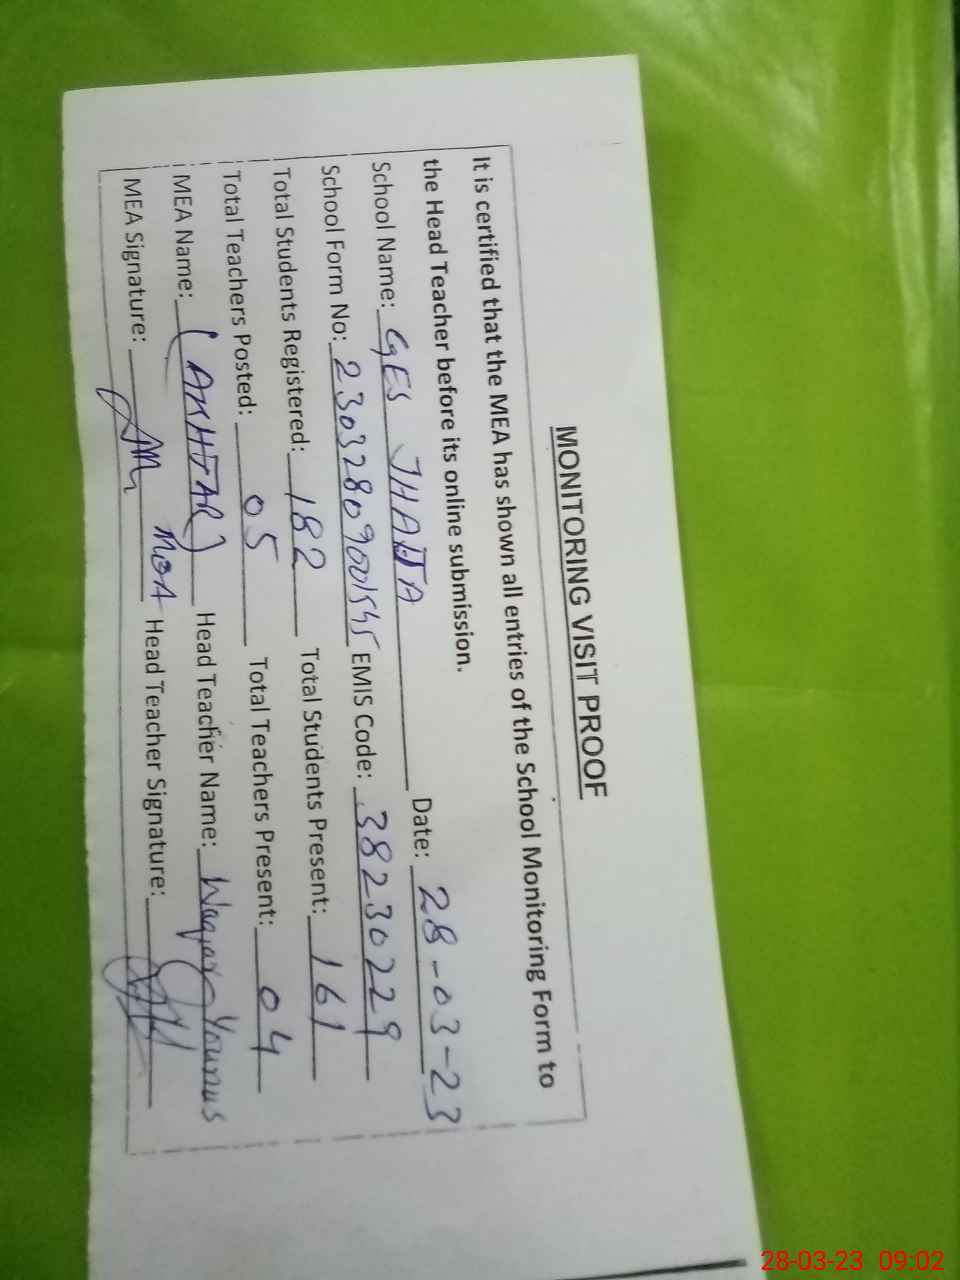 MONITORING VISIT PROOF
It is certified that the MEA has shown all entries of the School Monitoring Form to
the Head Teacher before its online submission.
School Name: GES JHATTA Date: 28-03-23
School Form No: 23032809001545 EMIS Code: 38230229
Total Students Registered: 182 Total Students Present: 161
Total Teachers Posted: 05 Total Teachers Present: 04
MEA Name: (AKHTAR) Head Teacher Name: Waqar Younus
MEA Signature: MEA Head Teacher Signature:
28-03-23 09:02